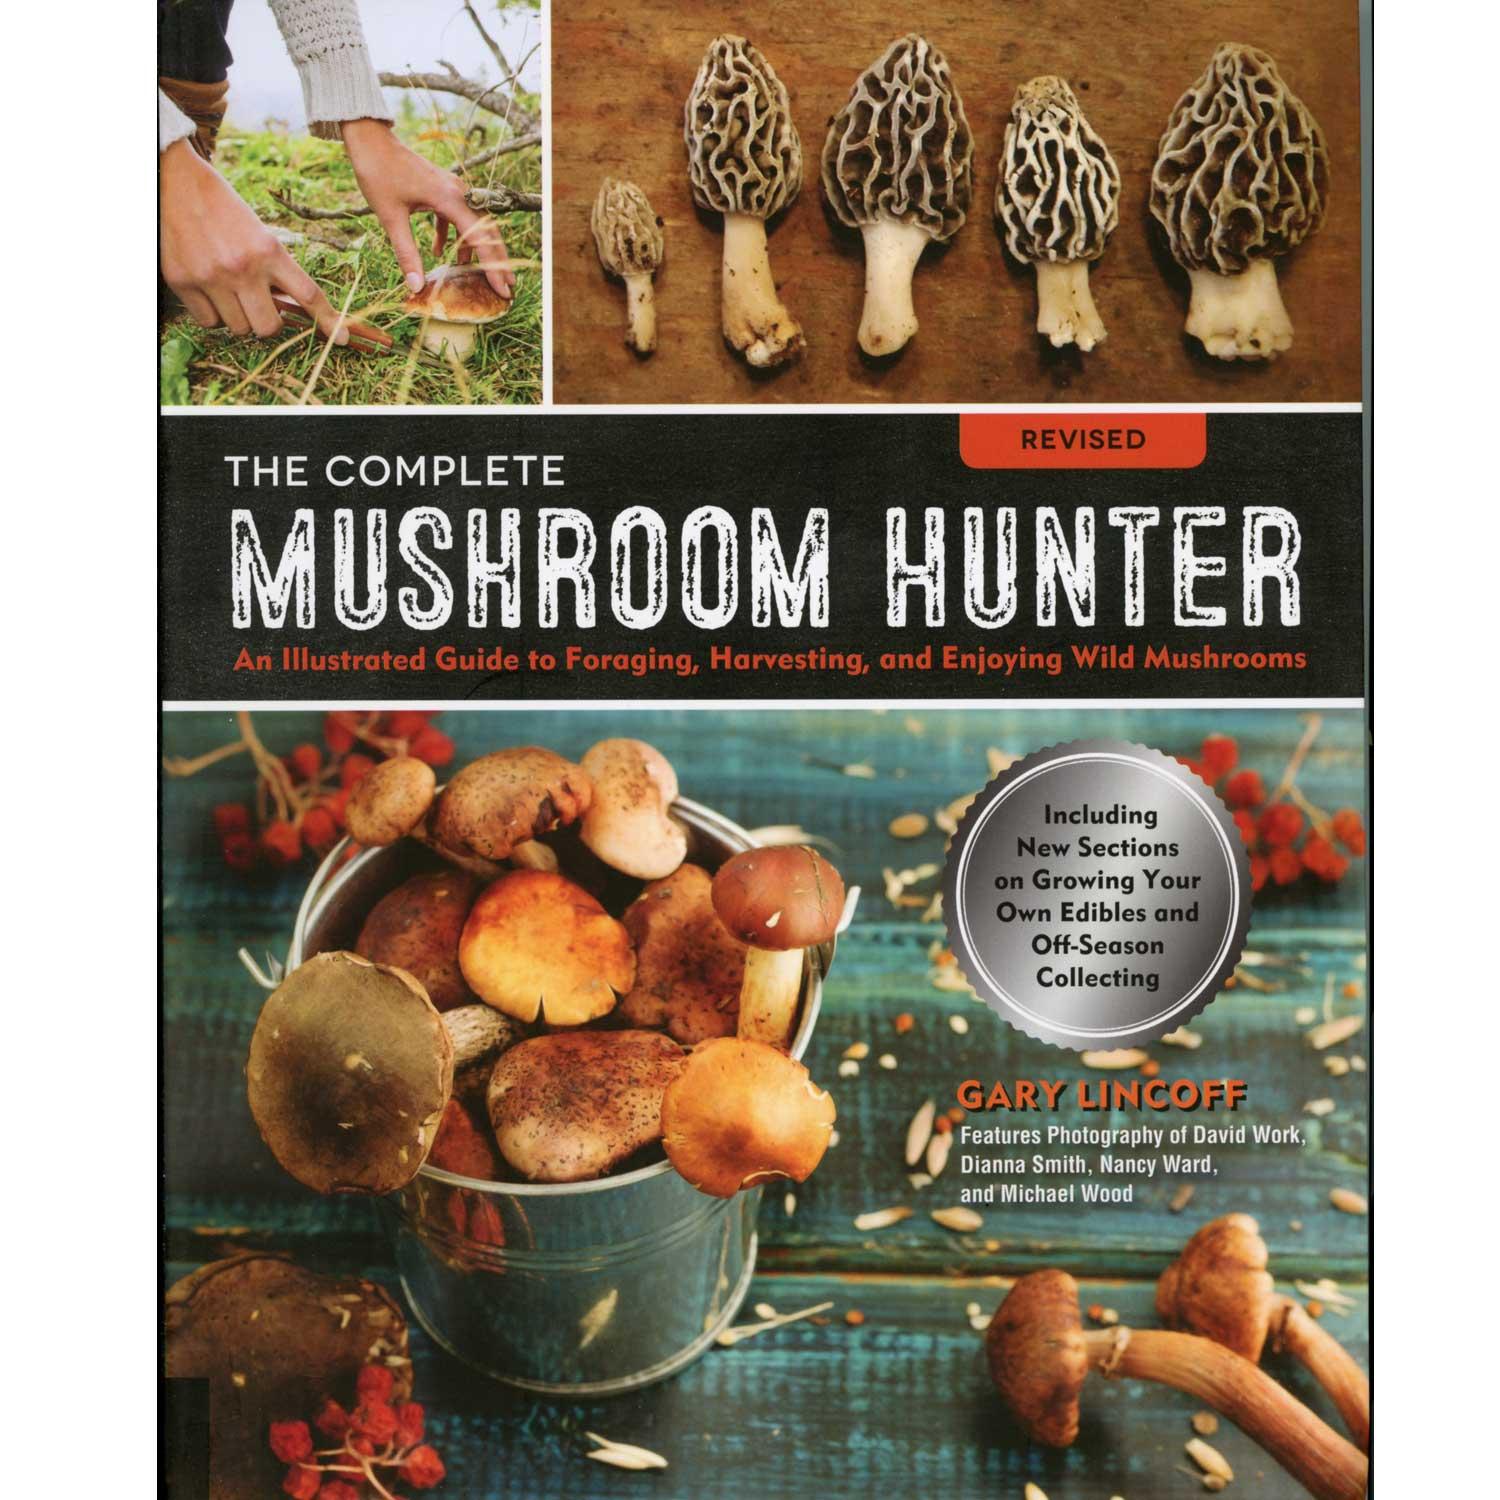 REVISED
THE COMPLETE
MUSHROOM HUNTER
An Illustrated Guide to Foraging, Harvesting, and Enjoying Wild Mushrooms
Including
New Sections
on Growing Your
Own Edibles and
Off-Season
Collecting
GARY LINCOFF
Features Photography of David Work,
Dianna Smith, Nancy Ward,
and Michael Wood